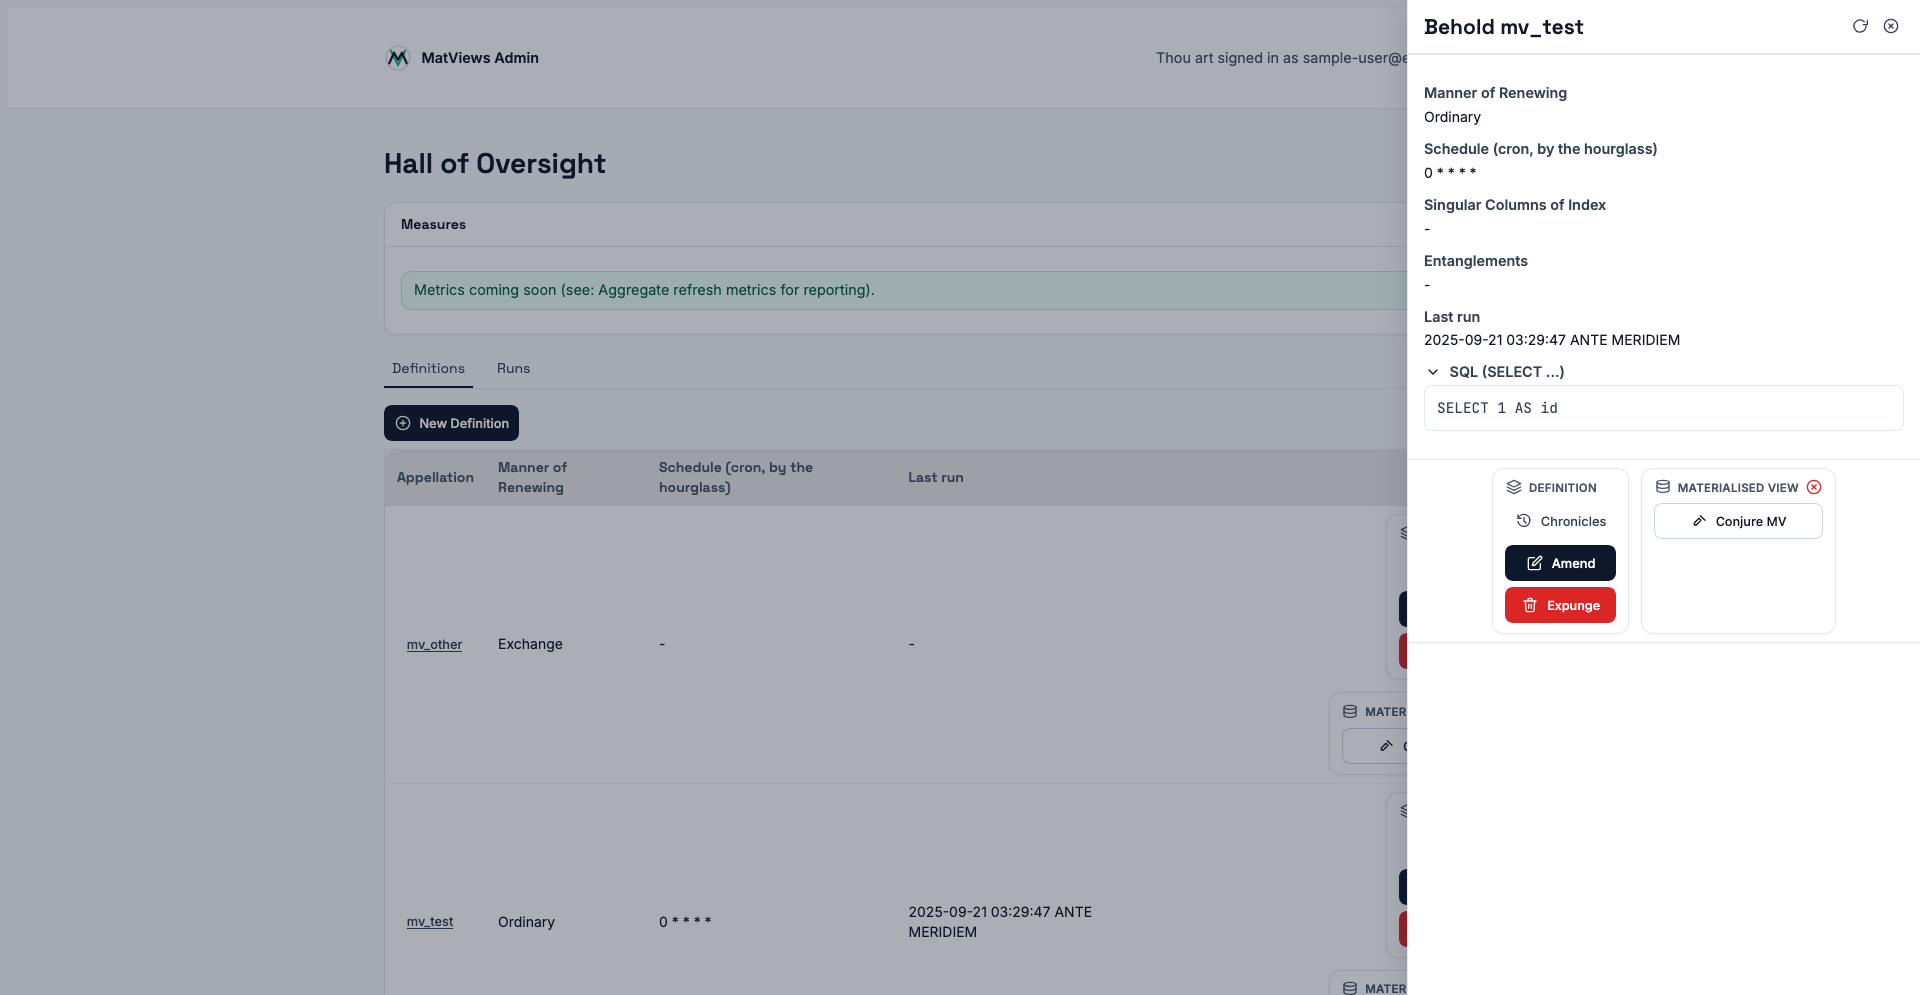 MatViews Admin
Thou art signed in as sample-user@e
Hall of Oversight
Measures
Metrics coming soon (see: Aggregate refresh metrics for reporting).
Definitions
Runs
New Definition
Appellation
Manner of
Renewing
Schedule (cron, by the
hourglass)
Last run
mv_other
Exchange
-
-
MATER
mv_test
Ordinary
0 * * * *
2025-09-21 03:29:47 ANTE
MERIDIEM
MATER
Behold mv_test
Manner of Renewing
Ordinary
Schedule (cron, by the hourglass)
0 * * * *
Singular Columns of Index
-
Entanglements
-
Last run
2025-09-21 03:29:47 ANTE MERIDIEM
SQL (SELECT ...)
SELECT 1 AS id
DEFINITION
Chronicles
Amend
Expunge
MATERIALISED VIEW
Conjure MV